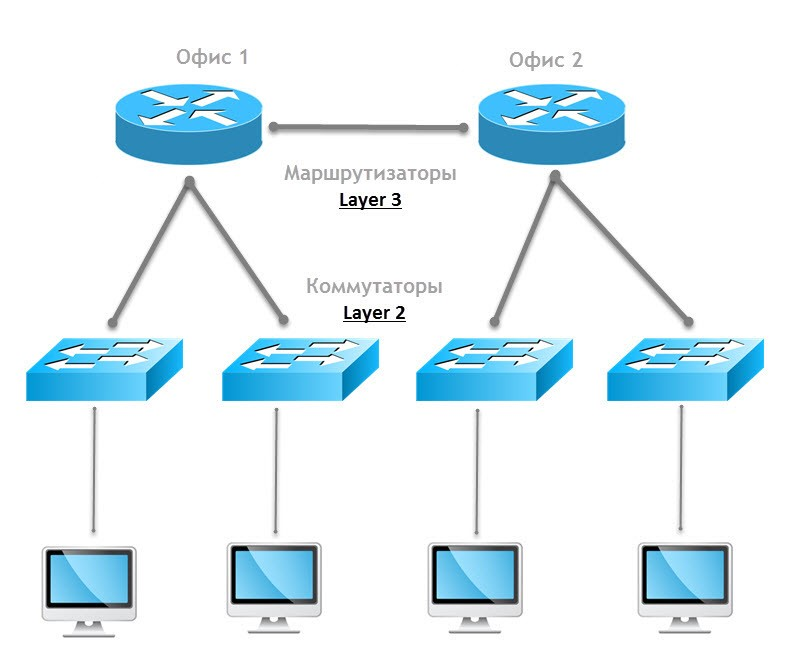 Офис 1
Офис 2
Маршрутизаторы
Layer 3
Коммутаторы
Layer 2